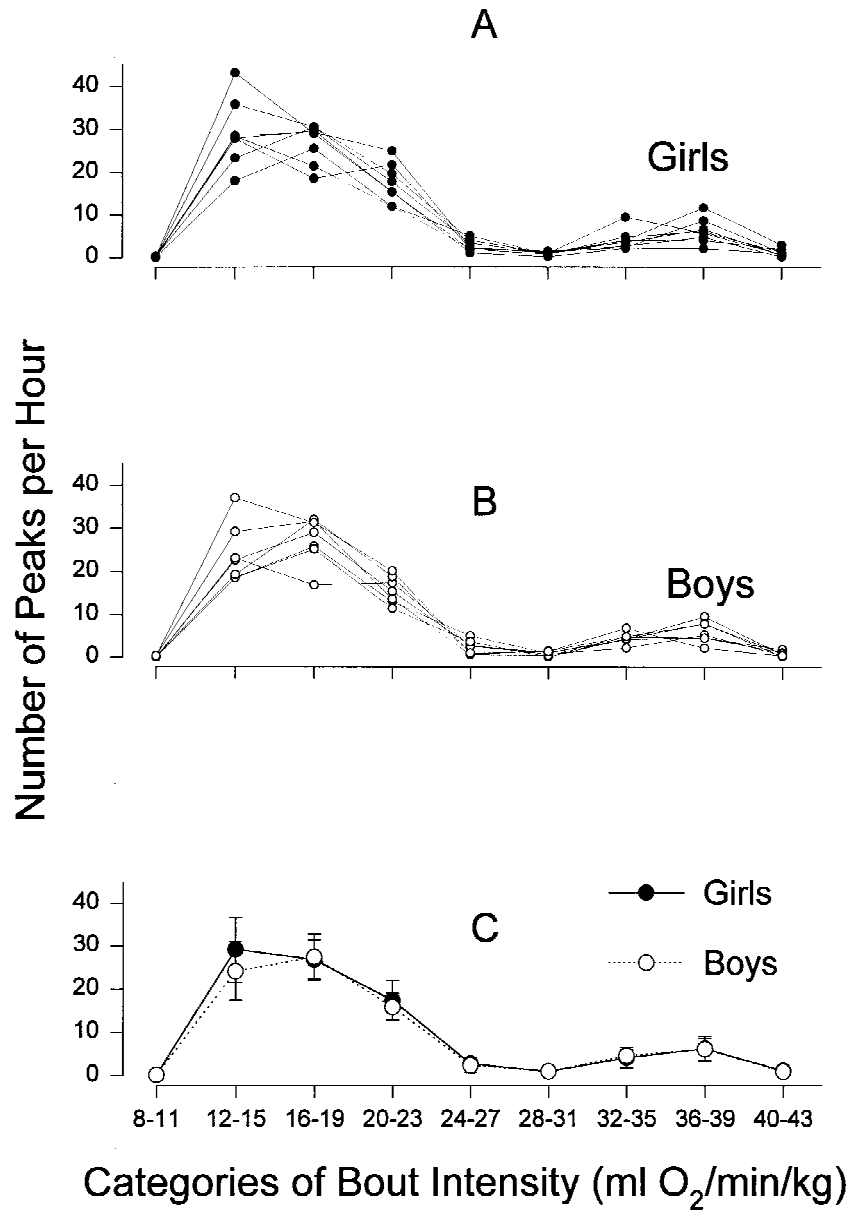 A
40
30
20
10
0
Girls
Number of Peaks per Hour
B
40
30
20
10
0
Boys
C
40
30
20
10
0
Girls
Boys
8-11 12-15 16-19 20-23 24-27 28-31 32-35 36-39 40-43
Categories of Bout Intensity (ml O₂/min/kg)